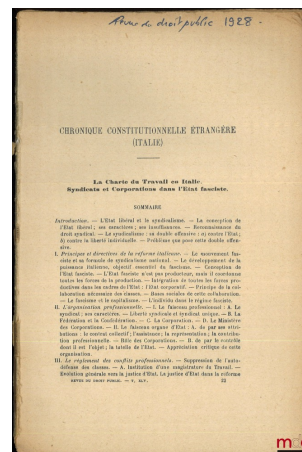 Revue de droit public 1928.
CHRONIQUE CONSTITUTIONNELLE ÉTRANGÈRE
(ITALIE)
La Charte du Travail en Italie.
Syndicats et Corporations dans l'Etat fasciste.
SOMMAIRE
Introduction. — L'Etat libéral et le syndicalisme. — La conception de
l'Etat libéral ; ses caractères ; ses insuffisances. — Reconnaissance du
droit syndical. — Le syndicalisme : sa double offensive : a) contre l'Etat ;
b) contre la liberté individuelle. — Problèmes que pose cette double offen-
sive.
I. Principes et directives de la réforme italienne. — Le mouvement fas-
ciste et sa formule de syndicalisme national. — Le développement de la
puissance italienne, objectif essentiel du fascisme. — Conception de
l'Etat fasciste. — L'Etat fasciste n'est pas producteur, mais il coordonne
toutes les forces de la production. — Intégration de toutes les forces pro-
ductives dans les cadres de l'Etat : l'Etat corporatif. — Principe de la col-
laboration nécessaire des classes. — Bases sociales de cette collaboration.
— Le fascisme et le capitalisme. — L'individu dans le régime fasciste.
II. L'organisation professionnelle. — I. Le faisceau professionnel : A. Le
syndicat ; ses caractères. — Liberté syndicale et syndicat unique. — B. La
Fédération et la Confédération. — C. La Corporation. — D. Le Ministère
des Corporations. — II. Le faisceau organe d'Etat : A. de par ses attri-
butions : le contrat collectif ; l'assistance ; la représentation ; la contribu-
tion professionnelle. — Rôle des Corporations. — B. de par le contrôle
dont il est l'objet ; la tutelle de l'Etat. — Appréciation critique de cette
organisation.
III. Le règlement des conflits professionnels. — Suppression de l'auto-
défense des classes. — A. Institution d'une magistrature du Travail. —
Evolution générale vers la justice d'Etat. La justice d'Etat dans la réforme
REVUE DU DROIT PUBLIC. — T. XLV. 32